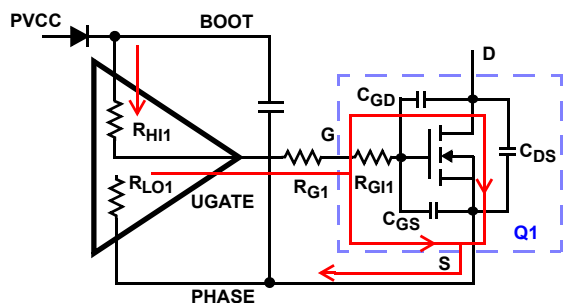 PVCC
BOOT
D
CGD
RHI1
G
CDS
RLO1
RG1
RGI1
UGATE
CGS
Q1
S
PHASE